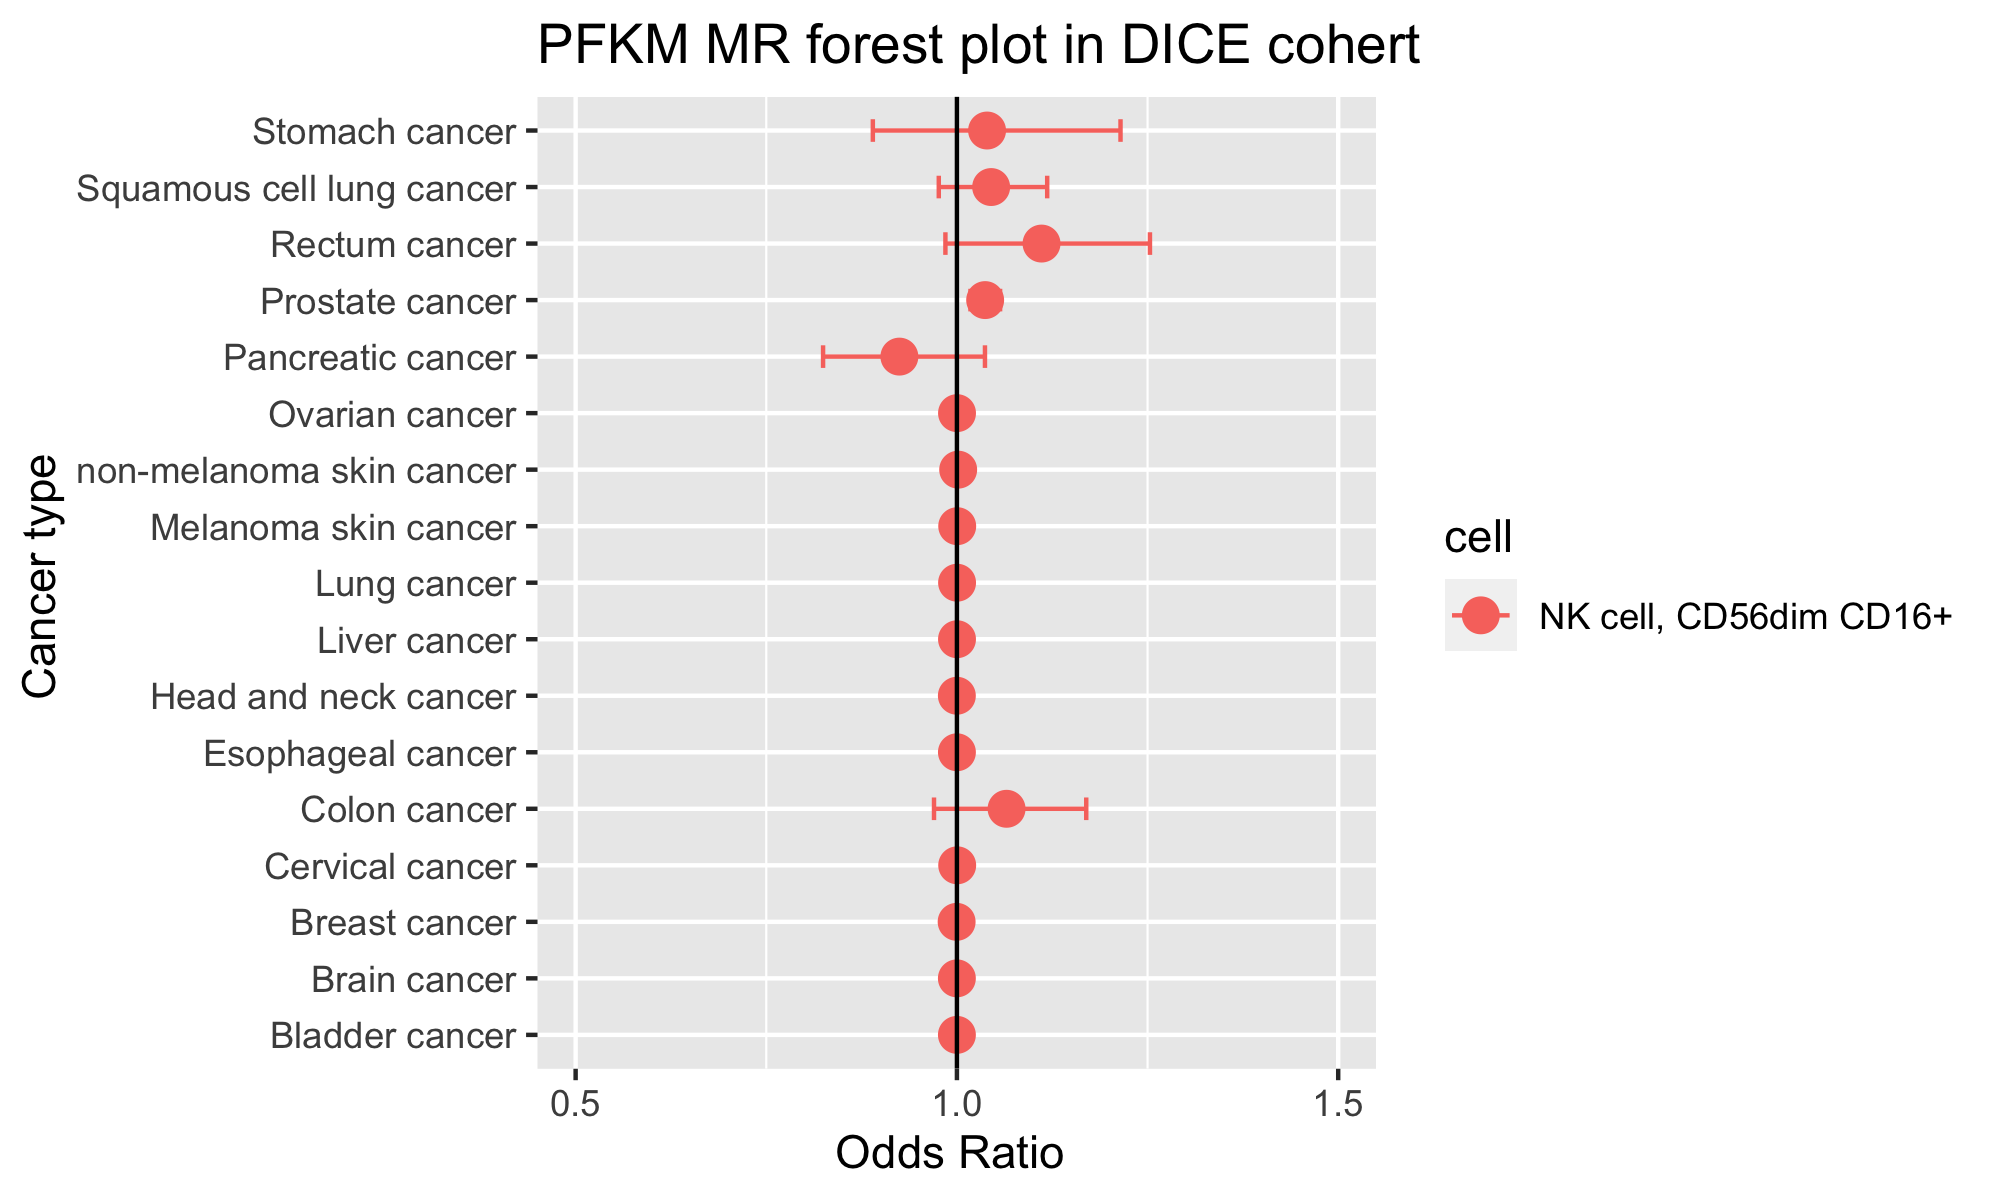 PFKM MR forest plot in DICE cohert
Cancer type
Stomach cancer
Squamous cell lung cancer
Rectum cancer
Prostate cancer
Pancreatic cancer
Ovarian cancer
non-melanoma skin cancer
Melanoma skin cancer
Lung cancer
Liver cancer
Head and neck cancer
Esophageal cancer
Colon cancer
Cervical cancer
Breast cancer
Brain cancer
Bladder cancer
0.5 1.0 1.5
Odds Ratio
cell
NK cell, CD56dim CD16+